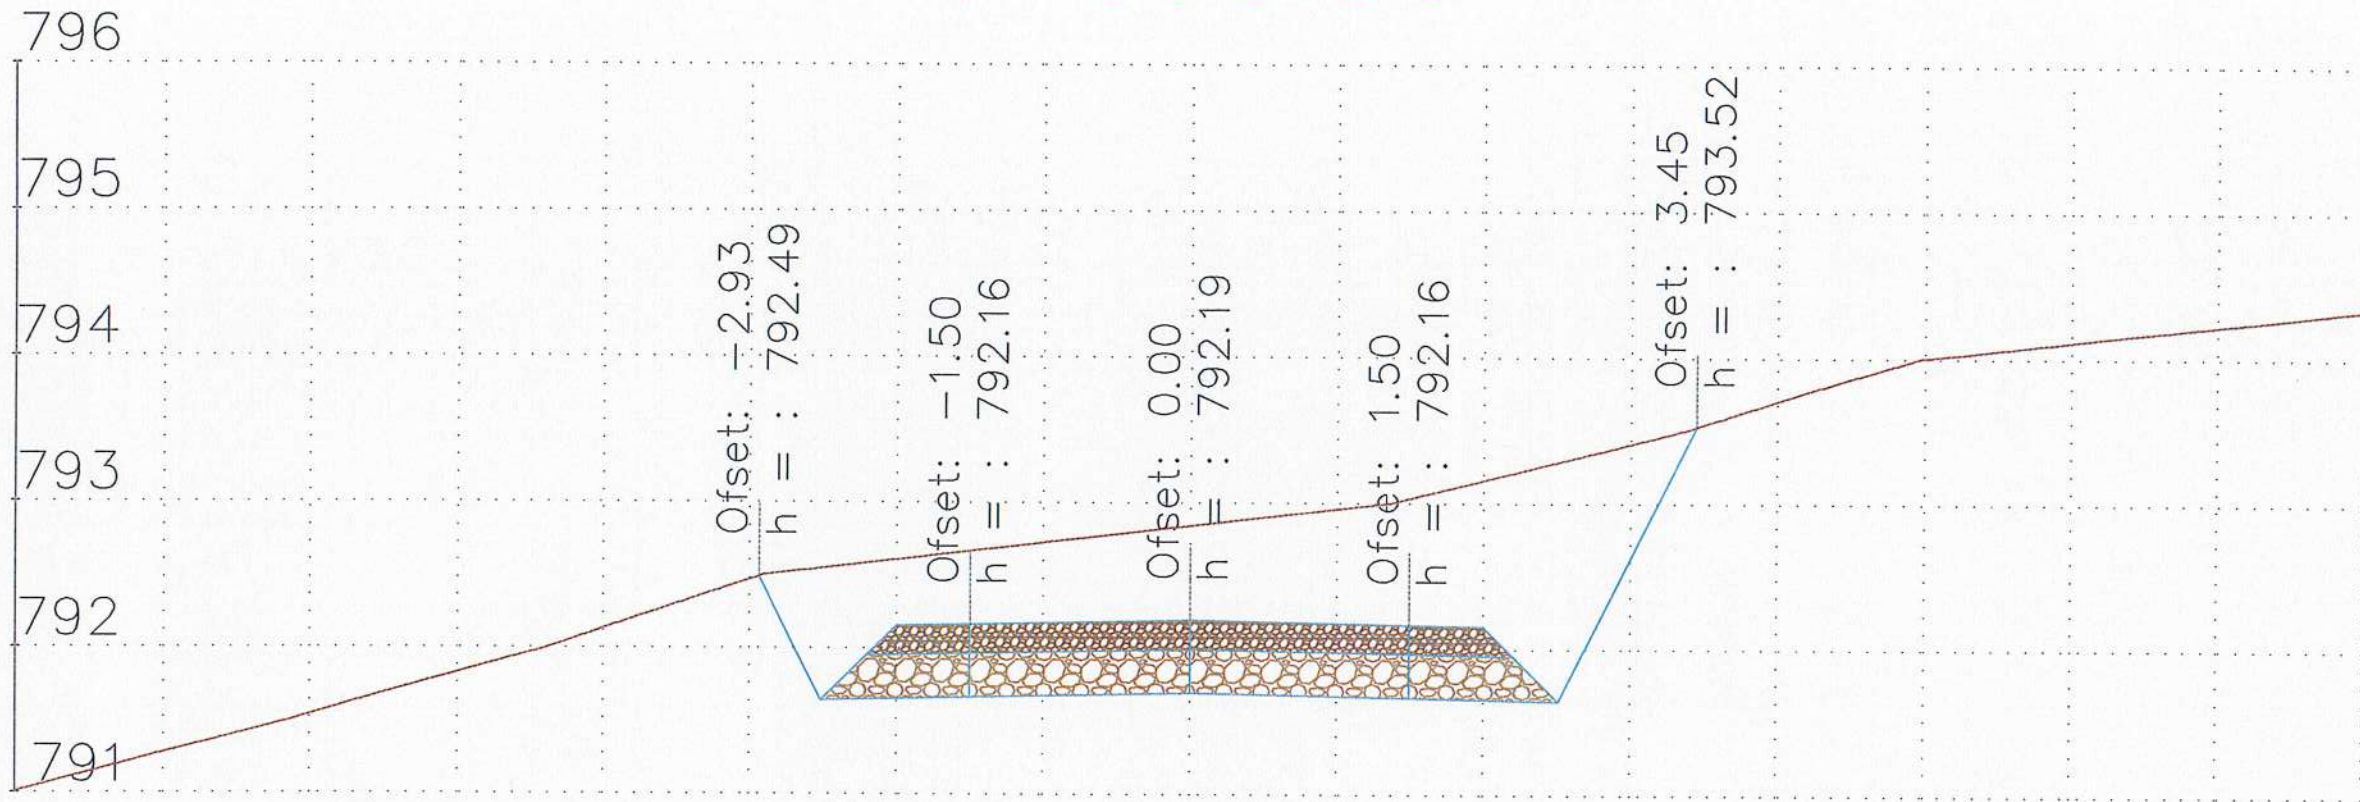 796
795
794
793
792
791
Ofset: -2.93
h = : 792.49
Ofset: -1.50
h = : 792.16
Ofset: 0.00
h = : 792.19
Ofset: 1.50
h = : 792.16
Ofset: 3.45
h = : 793.52